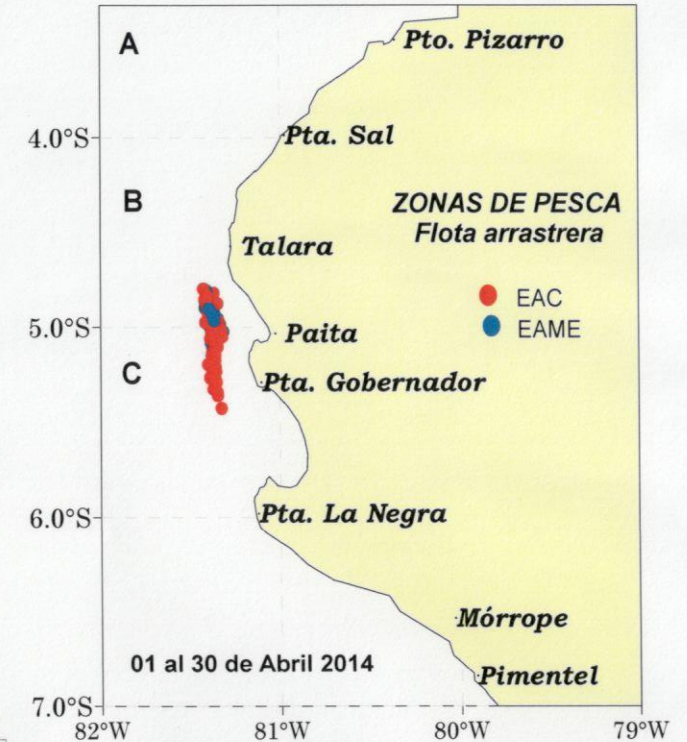 A
Pto. Pizarro
4.0°S
Pta. Sal
B
ZONAS DE PESCA
Flota arrastrera
Talara
EAC
5.0°S
Paita
EAME
C
Pta. Gobernador
6.0°S
Pta. La Negra
Mórrope
01 al 30 de Abril 2014
Pimentel
7.0°S
82°W
81°W
80°W
79°W